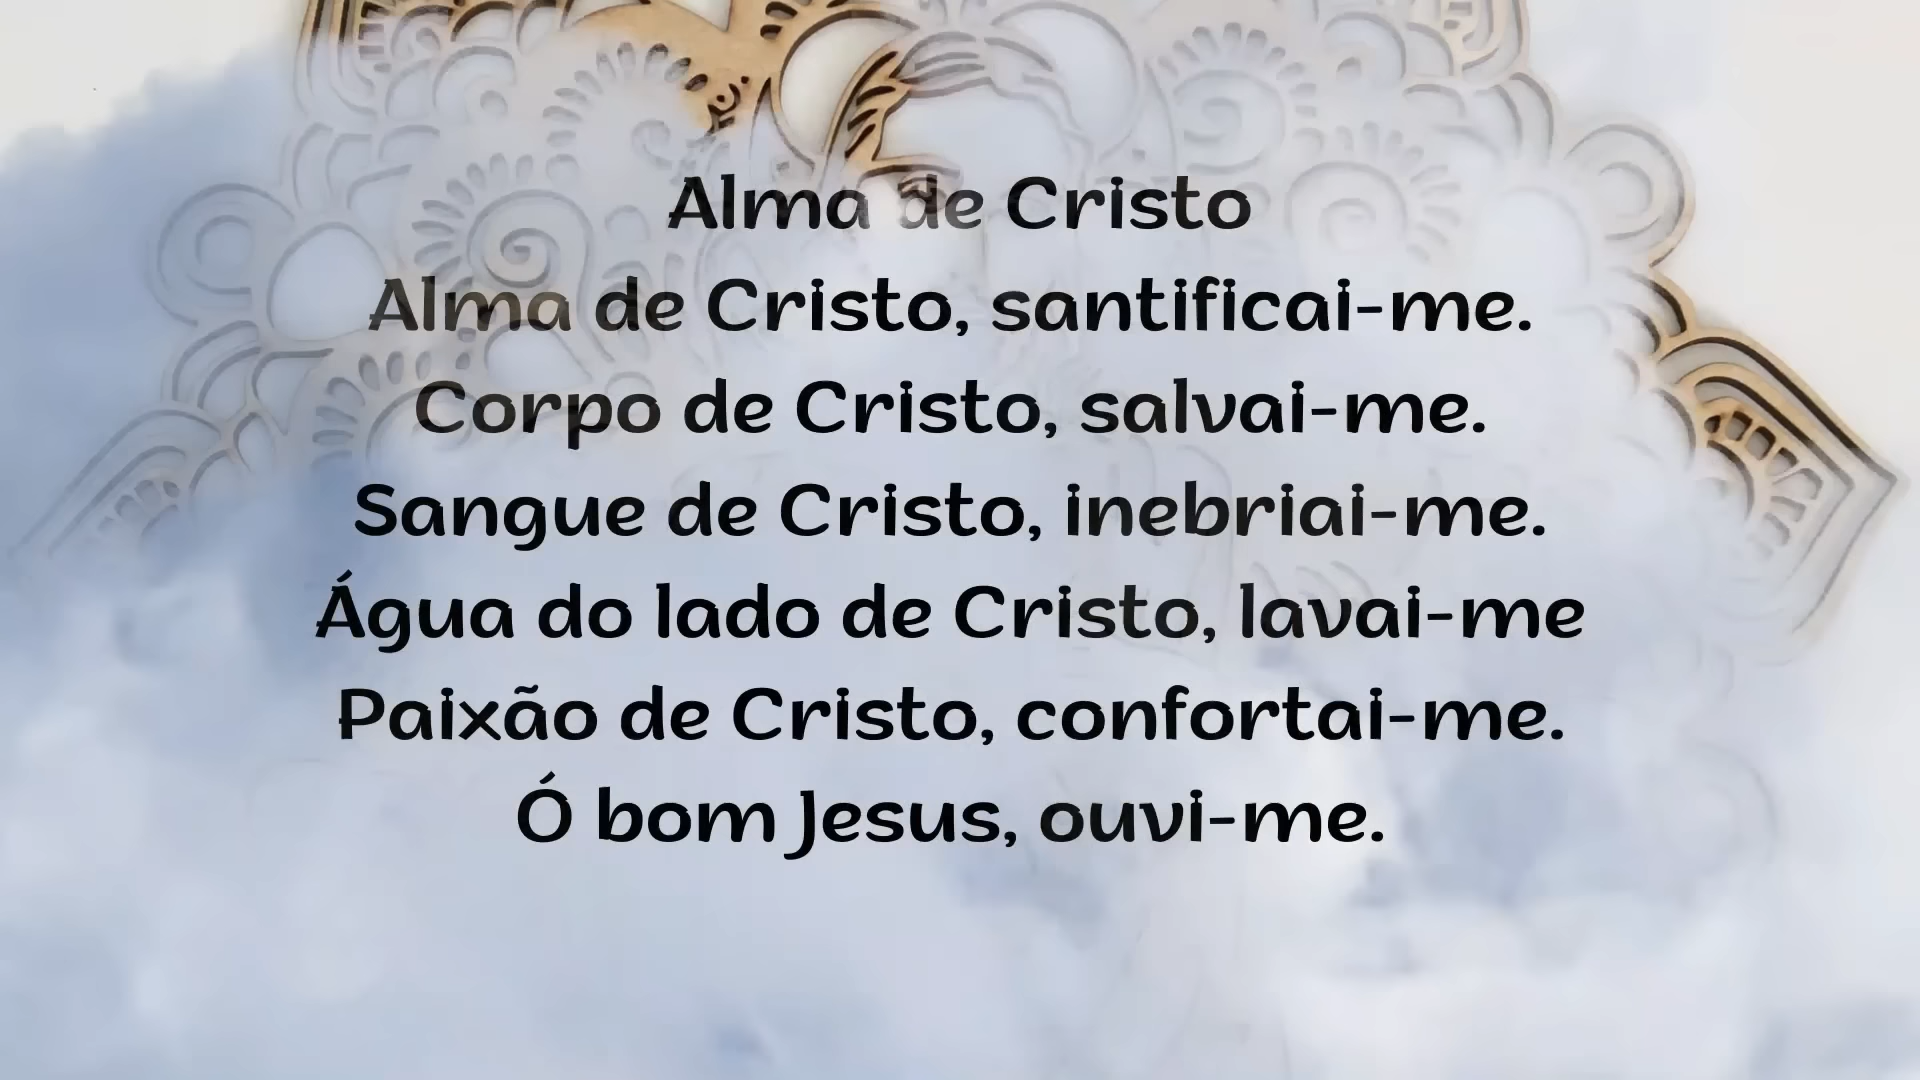 Alma de Cristo
Alma de Cristo, santificai-me.
Corpo de Cristo, salvai-me.
Sangue de Cristo, inebriai-me.
Água do lado de Cristo, lavai-me
Paixão de Cristo, confortai-me.
Ó bom Jesus, ouvi-me.